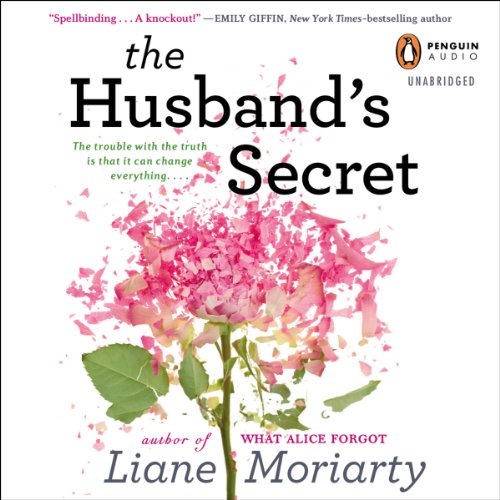 "Spellbinding . . . A knockout!" —EMILY GIFFIN, New York Times-bestselling author
PENGUIN
AUDIO
UNABRIDGED
the
Husband's
Secret
The trouble with the truth
is that it can change
everything. . . .
author of WHAT ALICE FORGOT
Liane Moriarty